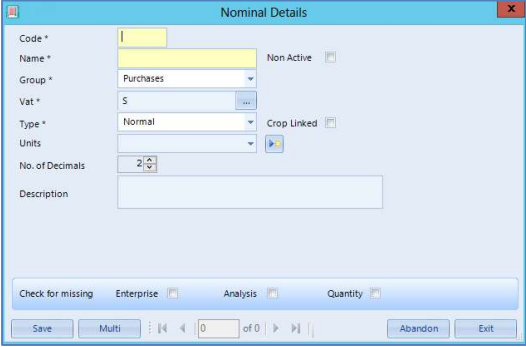 Nominal Details
x
Code *
Name *
Non Active
Group *
Purchases
Vat *
S
...
Type *
Normal
Crop Linked
Units
No. of Decimals
2
Description
Check for missing
Enterprise
Analysis
Quantity
Save
Multi
0
of 0
Abandon
Exit